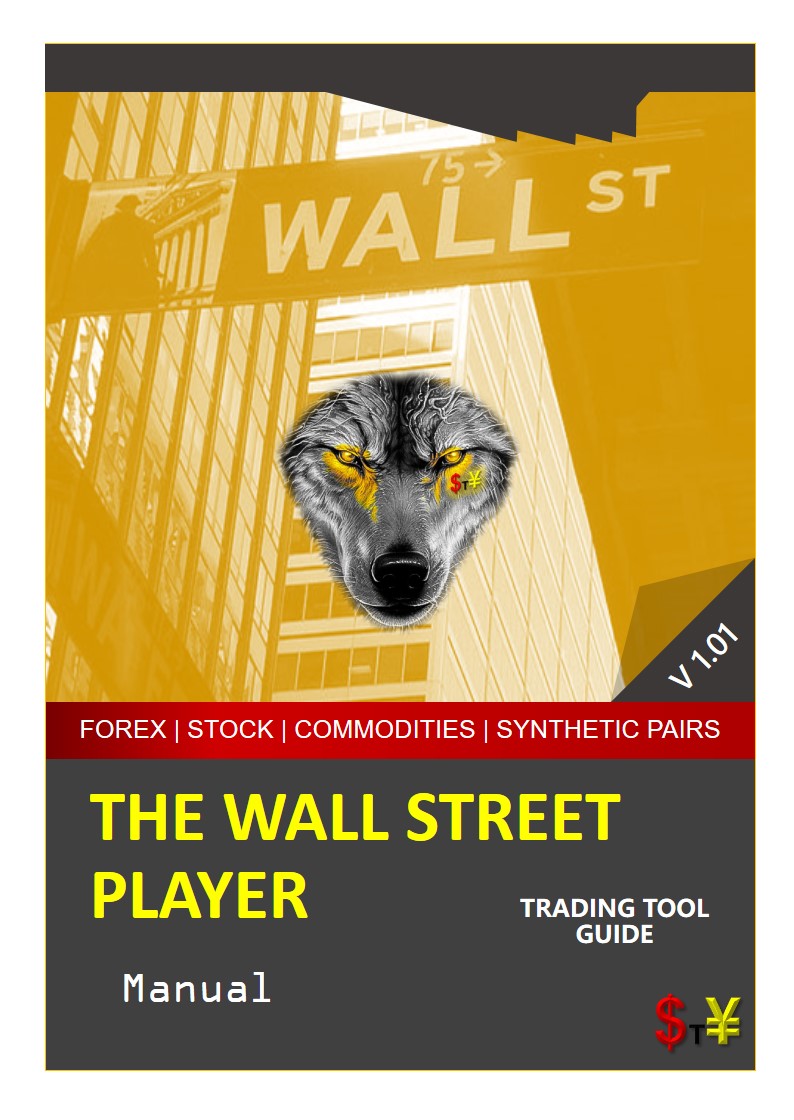 75→
WALL ST
$T¥
V 1.01
FOREX | STOCK | COMMODITIES | SYNTHETIC PAIRS
THE WALL STREET
PLAYER
TRADING TOOL
GUIDE
Manual
$T¥